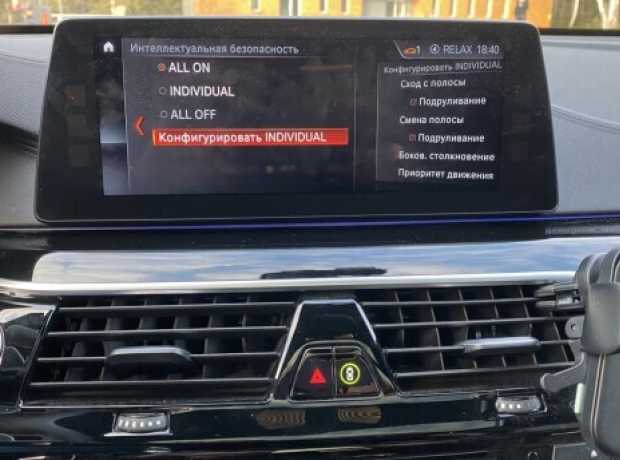 Интеллектуальная безопасность
1 RELAX 18:40
ALL ON
INDIVIDUAL
ALL OFF
Конфигурировать INDIVIDUAL
Конфигурировать INDIVIDUAL
Сход с полосы
Подруливание
Смена полосы
Подруливание
Боков. столкновение
Приоритет движения